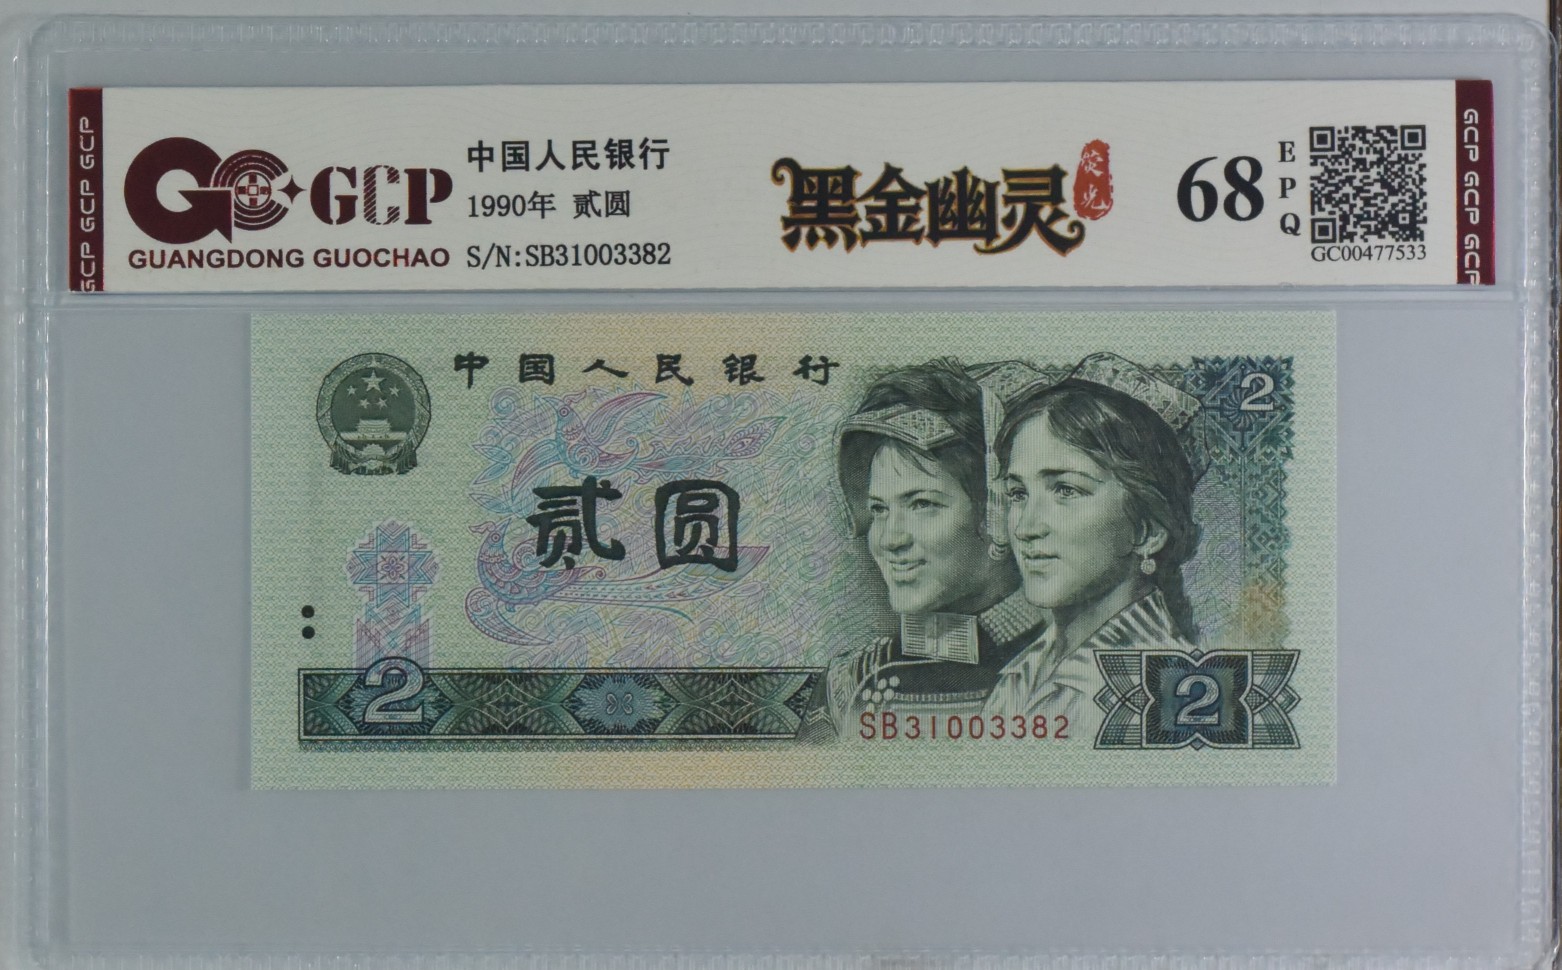 GCP GCP GCP
GCP
GUANGDONG GUOCHAO
中国人民银行
1990年 贰圆
S/N:SB31003382
黑金幽灵
荧光
68
EPQ
GC00477533
GCP GCP GCP
中国人民银行
2
贰圆
2
SB31003382
2